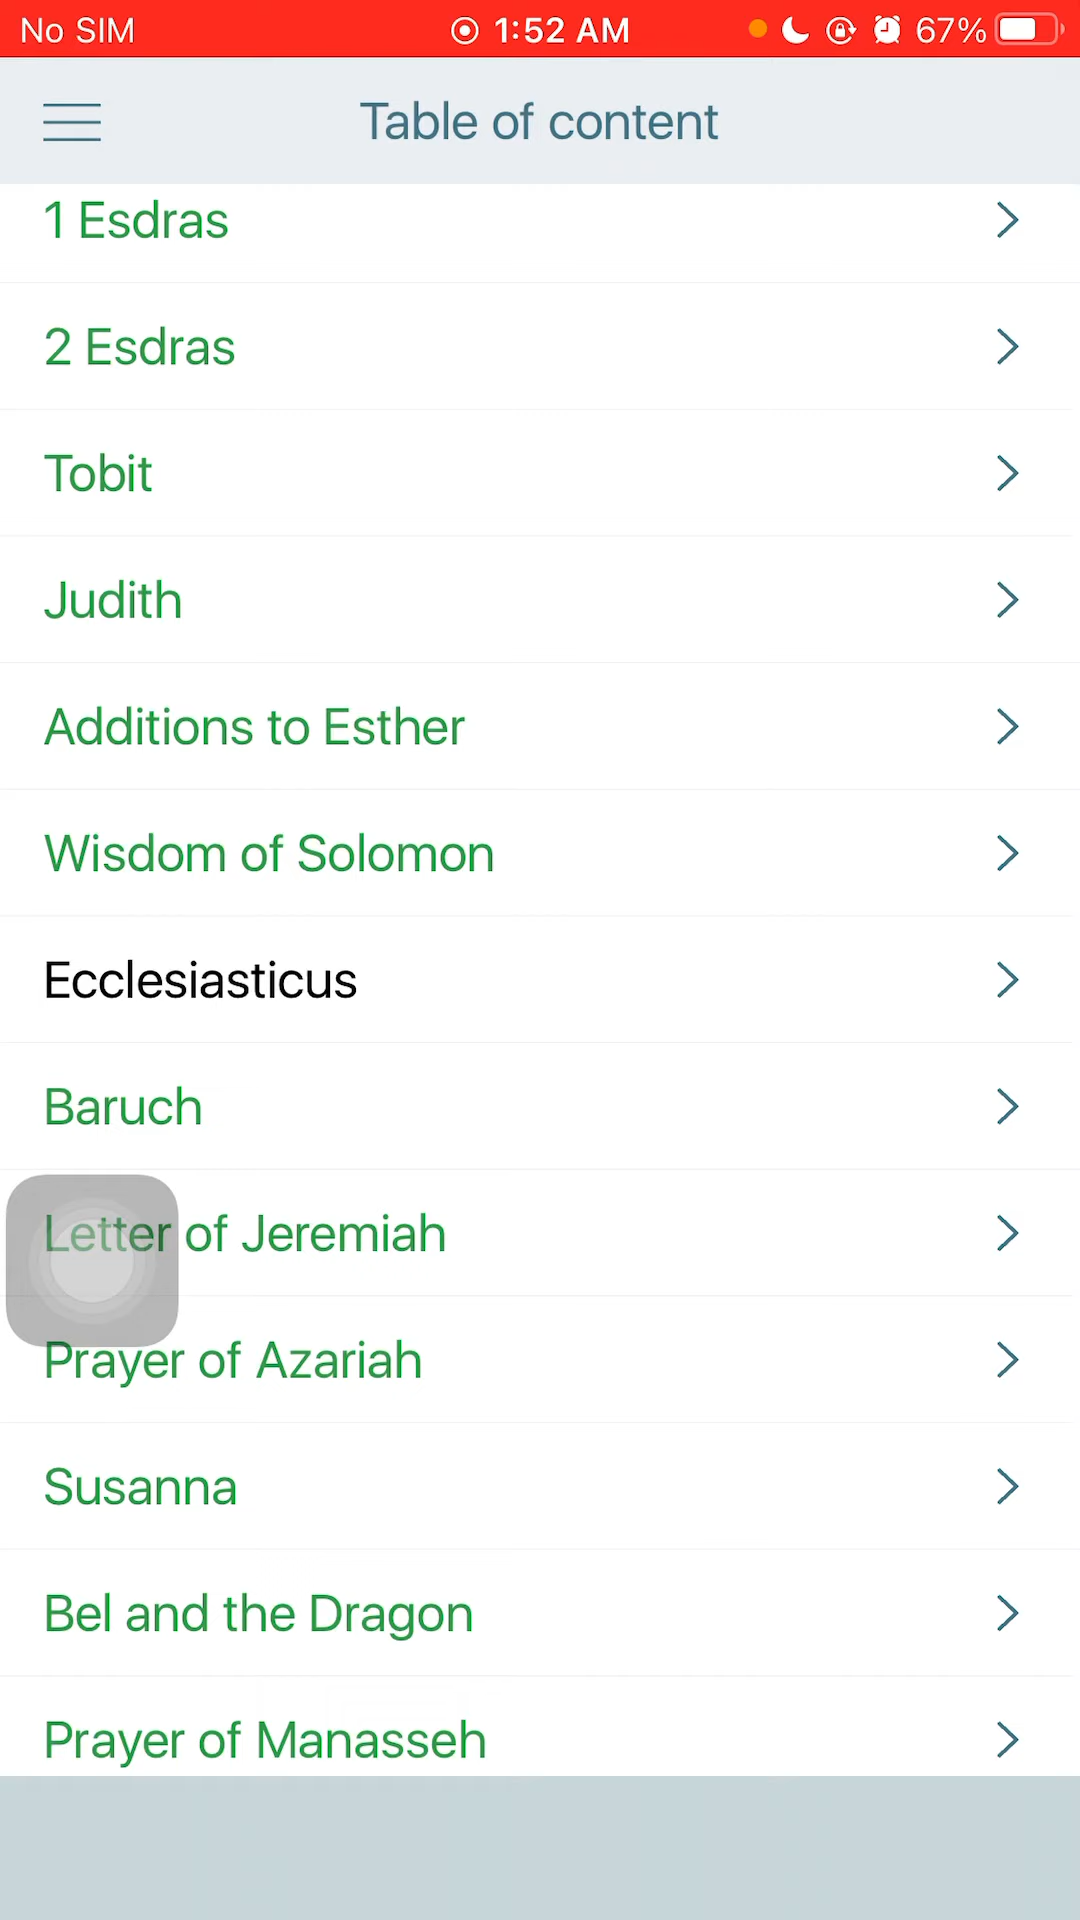 No SIM 1:52 AM 67%
Table of content
1 Esdras
2 Esdras
Tobit
Judith
Additions to Esther
Wisdom of Solomon
Ecclesiasticus
Baruch
Letter of Jeremiah
Prayer of Azariah
Susanna
Bel and the Dragon
Prayer of Manasseh